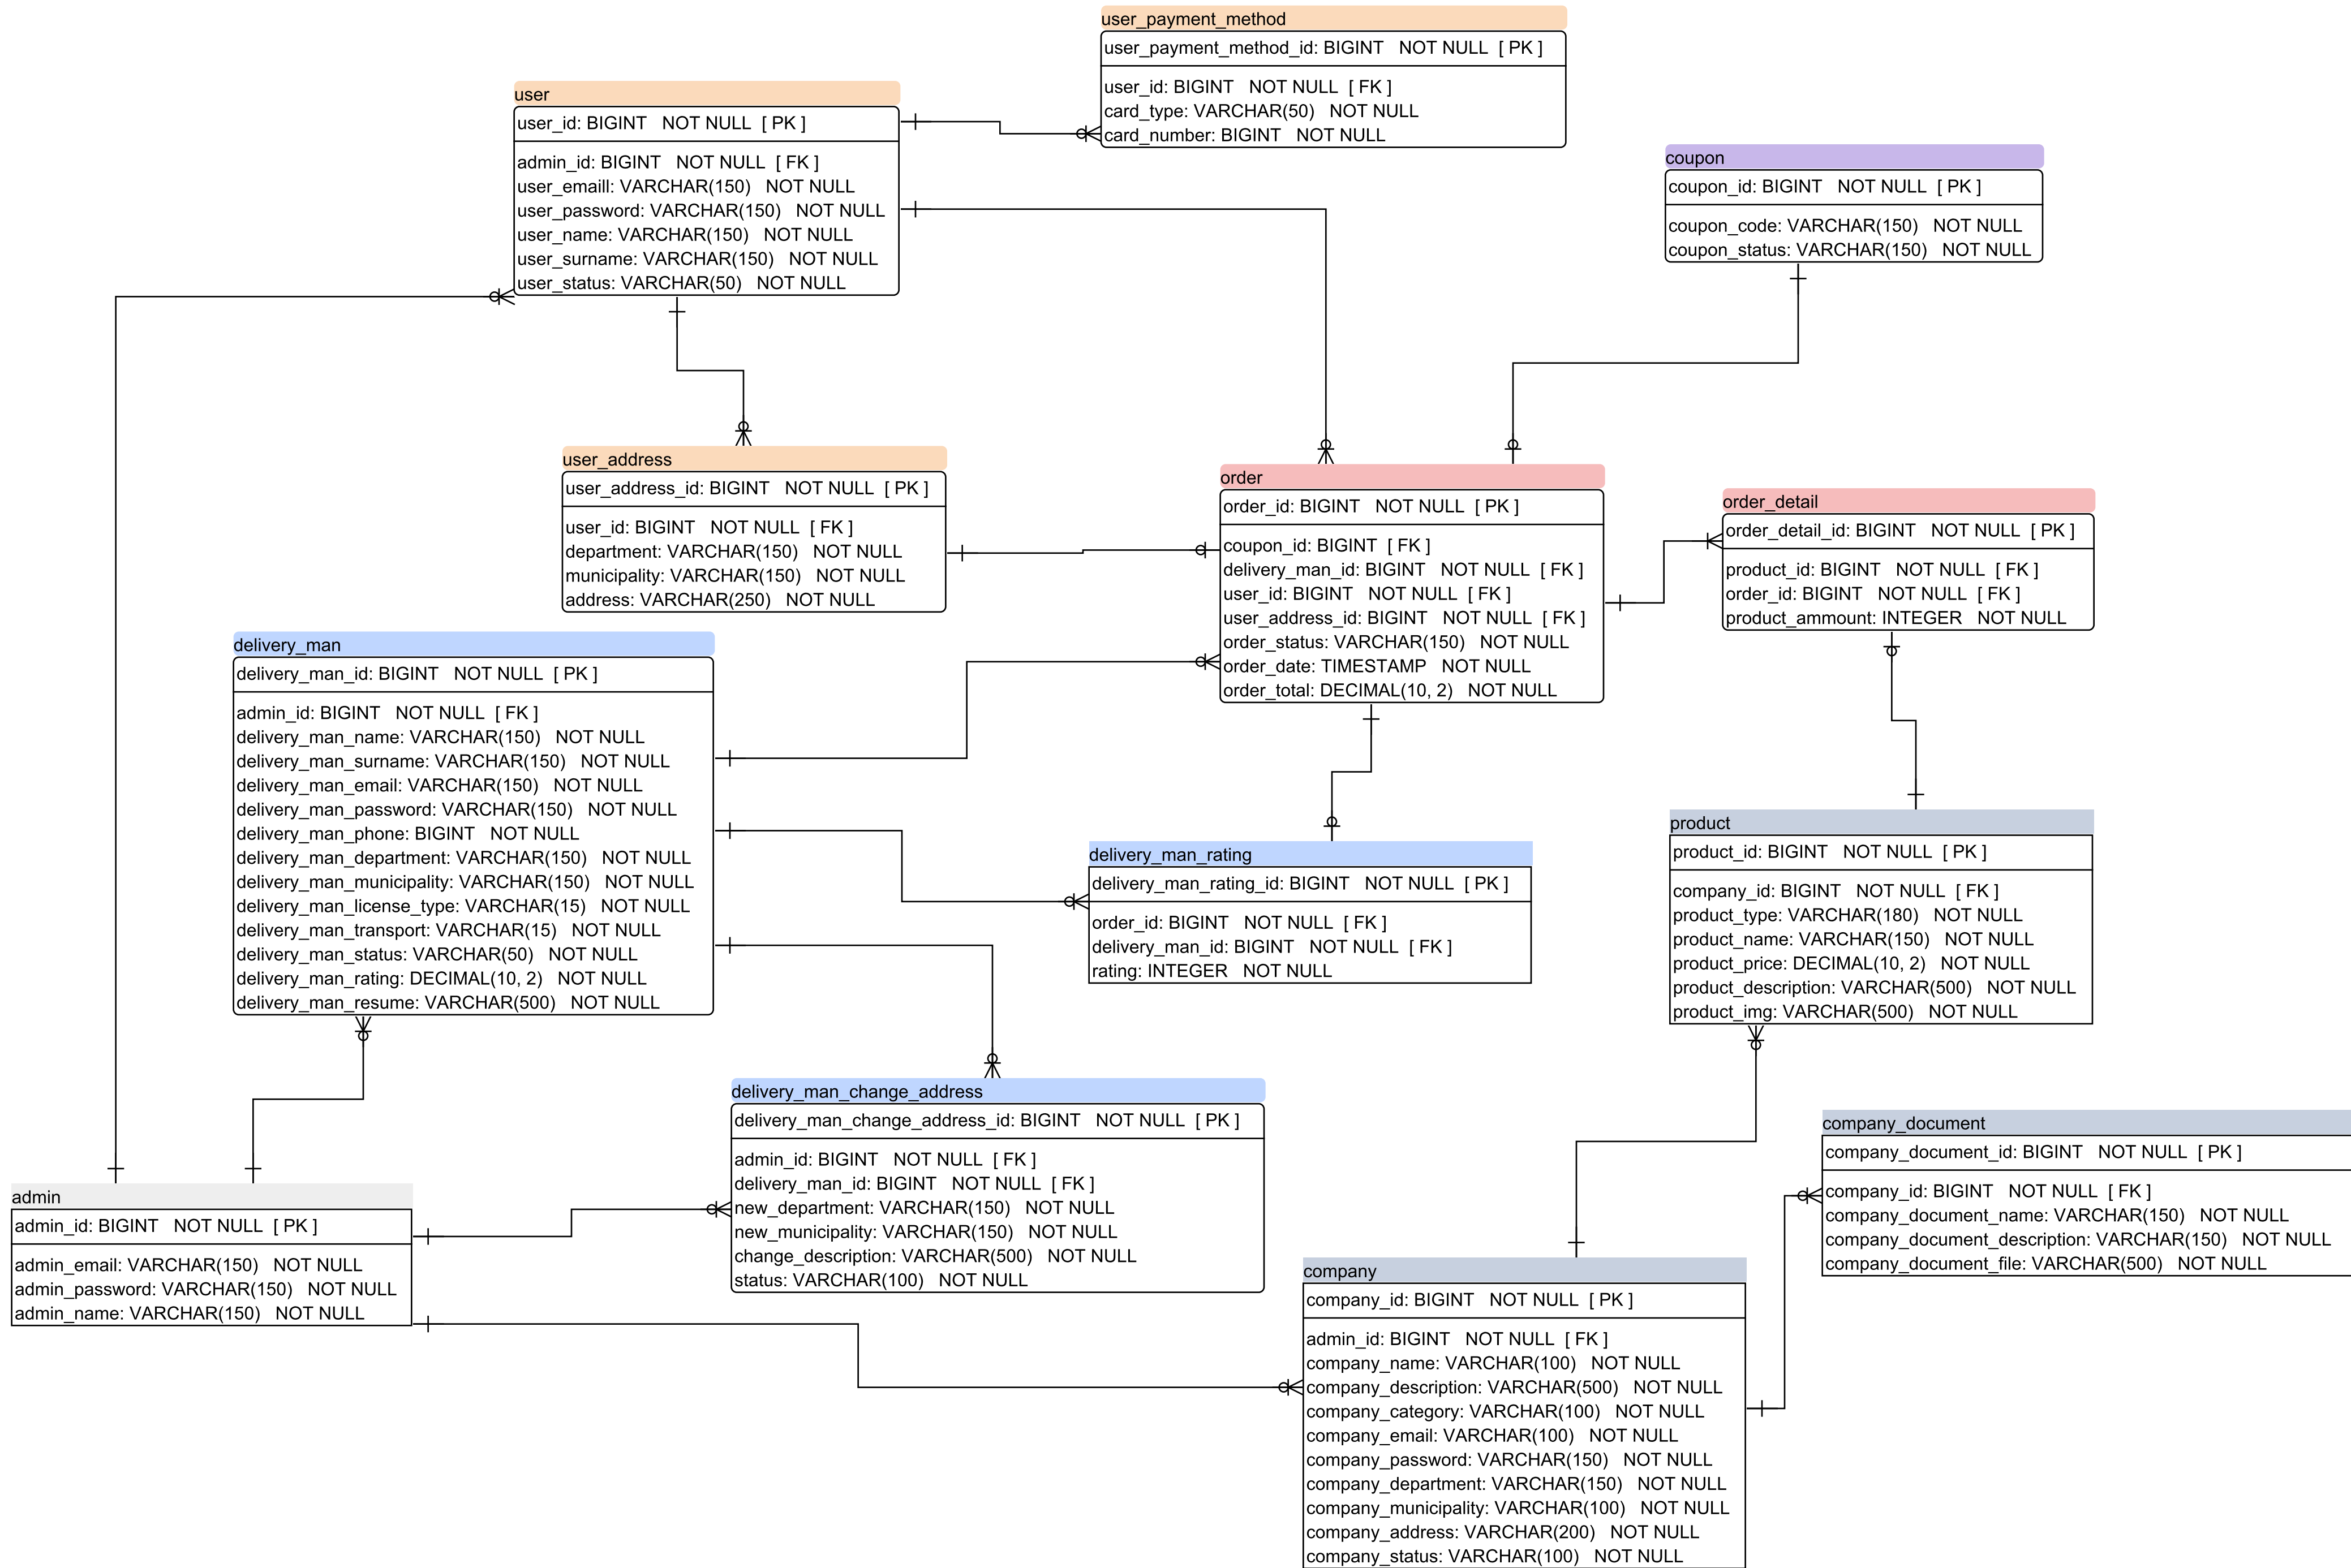 user_payment_method
user_payment_method_id: BIGINT NOT NULL [ PK ]
user_id: BIGINT NOT NULL [ FK ]
card_type: VARCHAR(50) NOT NULL
card_number: BIGINT NOT NULL
user
user_id: BIGINT NOT NULL [ PK ]
admin_id: BIGINT NOT NULL [ FK ]
user_emaill: VARCHAR(150) NOT NULL
user_password: VARCHAR(150) NOT NULL
user_name: VARCHAR(150) NOT NULL
user_surname: VARCHAR(150) NOT NULL
user_status: VARCHAR(50) NOT NULL
coupon
coupon_id: BIGINT NOT NULL [ PK ]
coupon_code: VARCHAR(150) NOT NULL
coupon_status: VARCHAR(150) NOT NULL
user_address
user_address_id: BIGINT NOT NULL [ PK ]
user_id: BIGINT NOT NULL [ FK ]
department: VARCHAR(150) NOT NULL
municipality: VARCHAR(150) NOT NULL
address: VARCHAR(250) NOT NULL
order
order_id: BIGINT NOT NULL [ PK ]
coupon_id: BIGINT [ FK ]
delivery_man_id: BIGINT NOT NULL [ FK ]
user_id: BIGINT NOT NULL [ FK ]
user_address_id: BIGINT NOT NULL [ FK ]
order_status: VARCHAR(150) NOT NULL
order_date: TIMESTAMP NOT NULL
order_total: DECIMAL(10, 2) NOT NULL
order_detail
order_detail_id: BIGINT NOT NULL [ PK ]
product_id: BIGINT NOT NULL [ FK ]
order_id: BIGINT NOT NULL [ FK ]
product_ammount: INTEGER NOT NULL
delivery_man
delivery_man_id: BIGINT NOT NULL [ PK ]
admin_id: BIGINT NOT NULL [ FK ]
delivery_man_name: VARCHAR(150) NOT NULL
delivery_man_surname: VARCHAR(150) NOT NULL
delivery_man_email: VARCHAR(150) NOT NULL
delivery_man_password: VARCHAR(150) NOT NULL
delivery_man_phone: BIGINT NOT NULL
delivery_man_department: VARCHAR(150) NOT NULL
delivery_man_municipality: VARCHAR(150) NOT NULL
delivery_man_license_type: VARCHAR(15) NOT NULL
delivery_man_transport: VARCHAR(15) NOT NULL
delivery_man_status: VARCHAR(50) NOT NULL
delivery_man_rating: DECIMAL(10, 2) NOT NULL
delivery_man_resume: VARCHAR(500) NOT NULL
delivery_man_rating
delivery_man_rating_id: BIGINT NOT NULL [ PK ]
order_id: BIGINT NOT NULL [ FK ]
delivery_man_id: BIGINT NOT NULL [ FK ]
rating: INTEGER NOT NULL
product
product_id: BIGINT NOT NULL [ PK ]
company_id: BIGINT NOT NULL [ FK ]
product_type: VARCHAR(180) NOT NULL
product_name: VARCHAR(150) NOT NULL
product_price: DECIMAL(10, 2) NOT NULL
product_description: VARCHAR(500) NOT NULL
product_img: VARCHAR(500) NOT NULL
delivery_man_change_address
delivery_man_change_address_id: BIGINT NOT NULL [ PK ]
admin_id: BIGINT NOT NULL [ FK ]
delivery_man_id: BIGINT NOT NULL [ FK ]
new_department: VARCHAR(150) NOT NULL
new_municipality: VARCHAR(150) NOT NULL
change_description: VARCHAR(500) NOT NULL
status: VARCHAR(100) NOT NULL
company_document
company_document_id: BIGINT NOT NULL [ PK ]
company_id: BIGINT NOT NULL [ FK ]
company_document_name: VARCHAR(150) NOT NULL
company_document_description: VARCHAR(150) NOT NULL
company_document_file: VARCHAR(500) NOT NULL
admin
admin_id: BIGINT NOT NULL [ PK ]
admin_email: VARCHAR(150) NOT NULL
admin_password: VARCHAR(150) NOT NULL
admin_name: VARCHAR(150) NOT NULL
company
company_id: BIGINT NOT NULL [ PK ]
admin_id: BIGINT NOT NULL [ FK ]
company_name: VARCHAR(100) NOT NULL
company_description: VARCHAR(500) NOT NULL
company_category: VARCHAR(100) NOT NULL
company_email: VARCHAR(100) NOT NULL
company_password: VARCHAR(150) NOT NULL
company_department: VARCHAR(150) NOT NULL
company_municipality: VARCHAR(100) NOT NULL
company_address: VARCHAR(200) NOT NULL
company_status: VARCHAR(100) NOT NULL